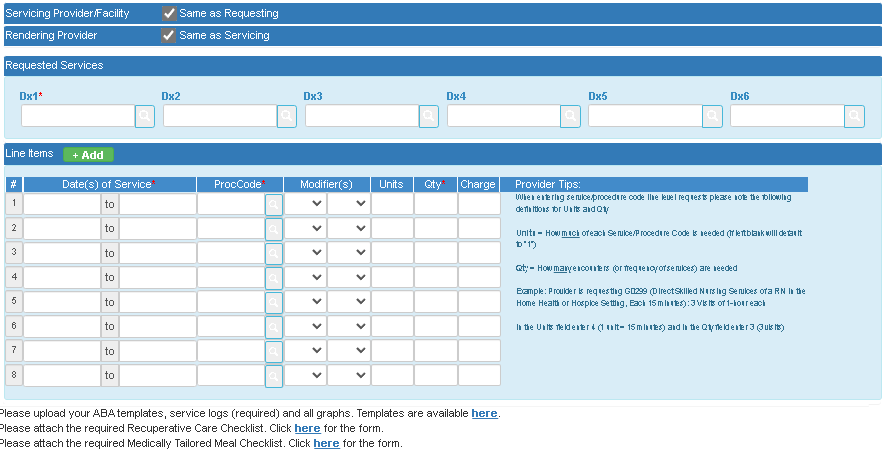 Servicing Provider/Facility Same as Requesting
Rendering Provider Same as Servicing
Requested Services
Dx1* Dx2 Dx3 Dx4 Dx5 Dx6
Line Items + Add
# Date(s) of Service* ProcCode* Modifier(s) Units Qty* Charge Provider Tips:
1 to
When entering service/procedure code line level requests please note the following
definitions for Units and Qty
2 to
Units = How much of each Service/Procedure Code is needed (if left blank will default
to "1")
3 to
Qty = How many encounters (or frequency of services) are needed
4 to
Example: Provider is requesting G0299 (Direct Skilled Nursing Services of a RN in the
Home Health or Hospice Setting, Each 15 minutes): 3 Visits of 1-hour each
5 to
6 to
In the Units field enter 4 (1 unit = 15 minutes) and in the Qty field enter 3 (3 visits)
7 to
8 to
Please upload your ABA templates, service logs (required) and all graphs. Templates are available here.
Please attach the required Recuperative Care Checklist. Click here for the form.
Please attach the required Medically Tailored Meal Checklist. Click here for the form.